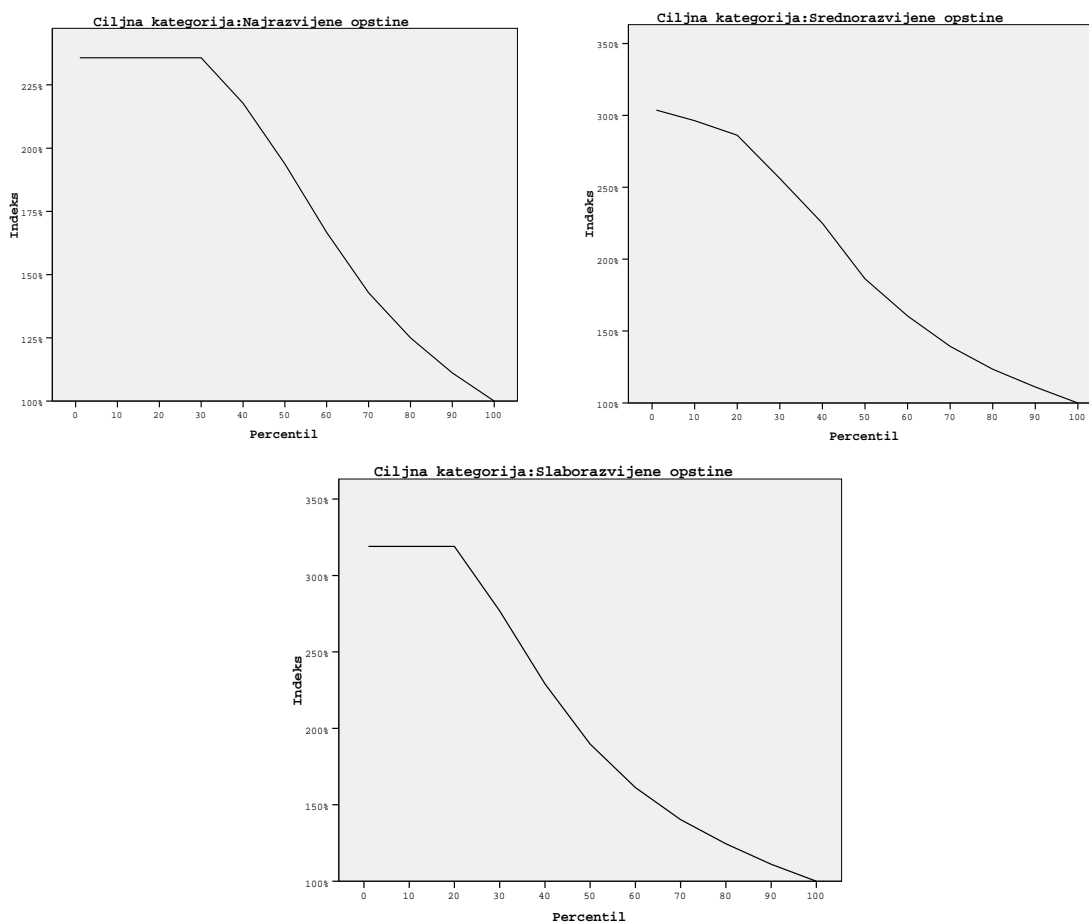 Ciljna kategorija:Najrazvijene opstine
225%
200%
175%
150%
125%
100%
Indeks
0 10 20 30 40 50 60 70 80 90 100
Percentil
Ciljna kategorija:Srednorazvijene opstine
350%
300%
250%
200%
150%
100%
Indeks
0 10 20 30 40 50 60 70 80 90 100
Percentil
Ciljna kategorija:Slaborazvijene opstine
350%
300%
250%
200%
150%
100%
Indeks
0 10 20 30 40 50 60 70 80 90 100
Percentil